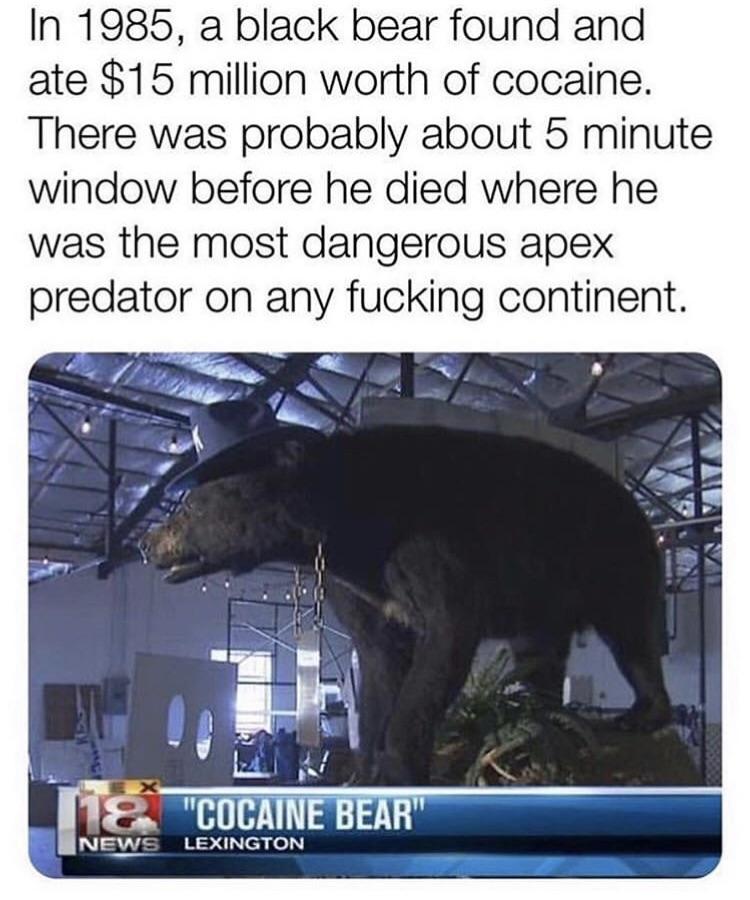 In 1985, a black bear found and
ate $15 million worth of cocaine.
There was probably about 5 minute
window before he died where he
was the most dangerous apex
predator on any fucking continent.
LEX
18 "COCAINE BEAR"
NEWS LEXINGTON